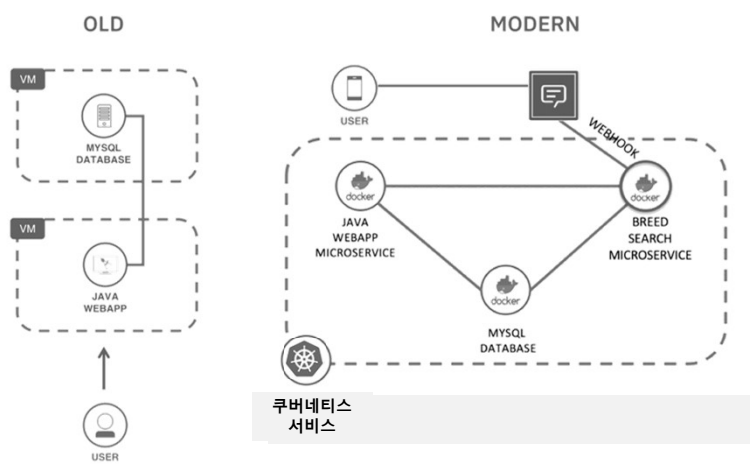 OLD
VM
MYSQL
DATABASE
VM
JAVA
WEBAPP
USER
MODERN
USER
WEBHOOK
docker
JAVA
WEBAPP
MICROSERVICE
docker
BREED
SEARCH
MICROSERVICE
docker
MYSQL
DATABASE
쿠버네티스
서비스